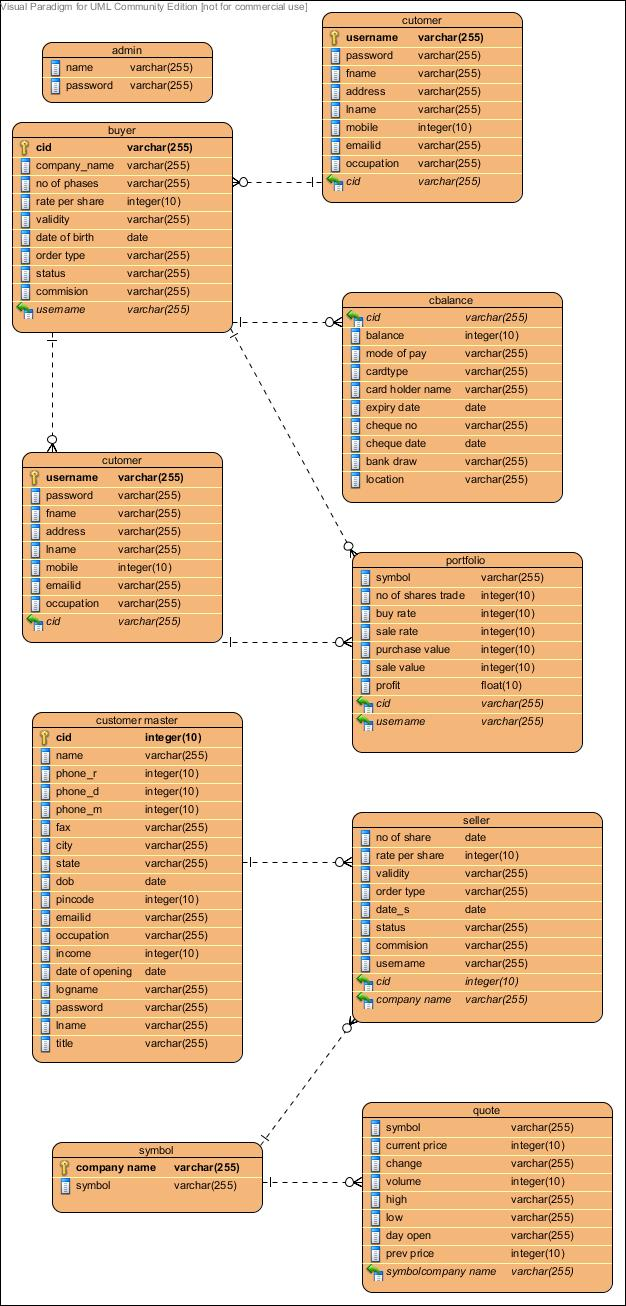 Visual Paradigm for UML Community Edition [not for commercial use]
admin
name varchar(255)
password varchar(255)
cutomer
username varchar(255)
password varchar(255)
fname varchar(255)
address varchar(255)
lname varchar(255)
mobile integer(10)
emailid varchar(255)
occupation varchar(255)
cid varchar(255)
buyer
cid varchar(255)
company_name varchar(255)
no of phases varchar(255)
rate per share integer(10)
validity varchar(255)
date of birth date
order type varchar(255)
status varchar(255)
commision varchar(255)
username varchar(255)
cbalance
cid varchar(255)
balance integer(10)
mode of pay varchar(255)
cardtype varchar(255)
card holder name varchar(255)
expiry date date
cheque no varchar(255)
cheque date date
bank draw varchar(255)
location varchar(255)
cutomer
username varchar(255)
password varchar(255)
fname varchar(255)
address varchar(255)
lname varchar(255)
mobile integer(10)
emailid varchar(255)
occupation varchar(255)
cid varchar(255)
portfolio
symbol varchar(255)
no of shares trade integer(10)
buy rate integer(10)
sale rate integer(10)
purchase value integer(10)
sale value integer(10)
profit float(10)
cid varchar(255)
username varchar(255)
customer master
cid integer(10)
name varchar(255)
phone_r integer(10)
phone_d integer(10)
phone_m integer(10)
fax varchar(255)
city varchar(255)
state varchar(255)
dob date
pincode integer(10)
emailid varchar(255)
occupation varchar(255)
income integer(10)
date of opening date
logname varchar(255)
password varchar(255)
lname varchar(255)
title varchar(255)
seller
no of share date
rate per share integer(10)
validity varchar(255)
order type varchar(255)
date_s date
status varchar(255)
commision varchar(255)
username varchar(255)
cid integer(10)
company name varchar(255)
symbol
company name varchar(255)
symbol varchar(255)
quote
symbol varchar(255)
current price integer(10)
change varchar(255)
volume integer(10)
high varchar(255)
low varchar(255)
day open varchar(255)
prev price integer(10)
symbolcompany name varchar(255)